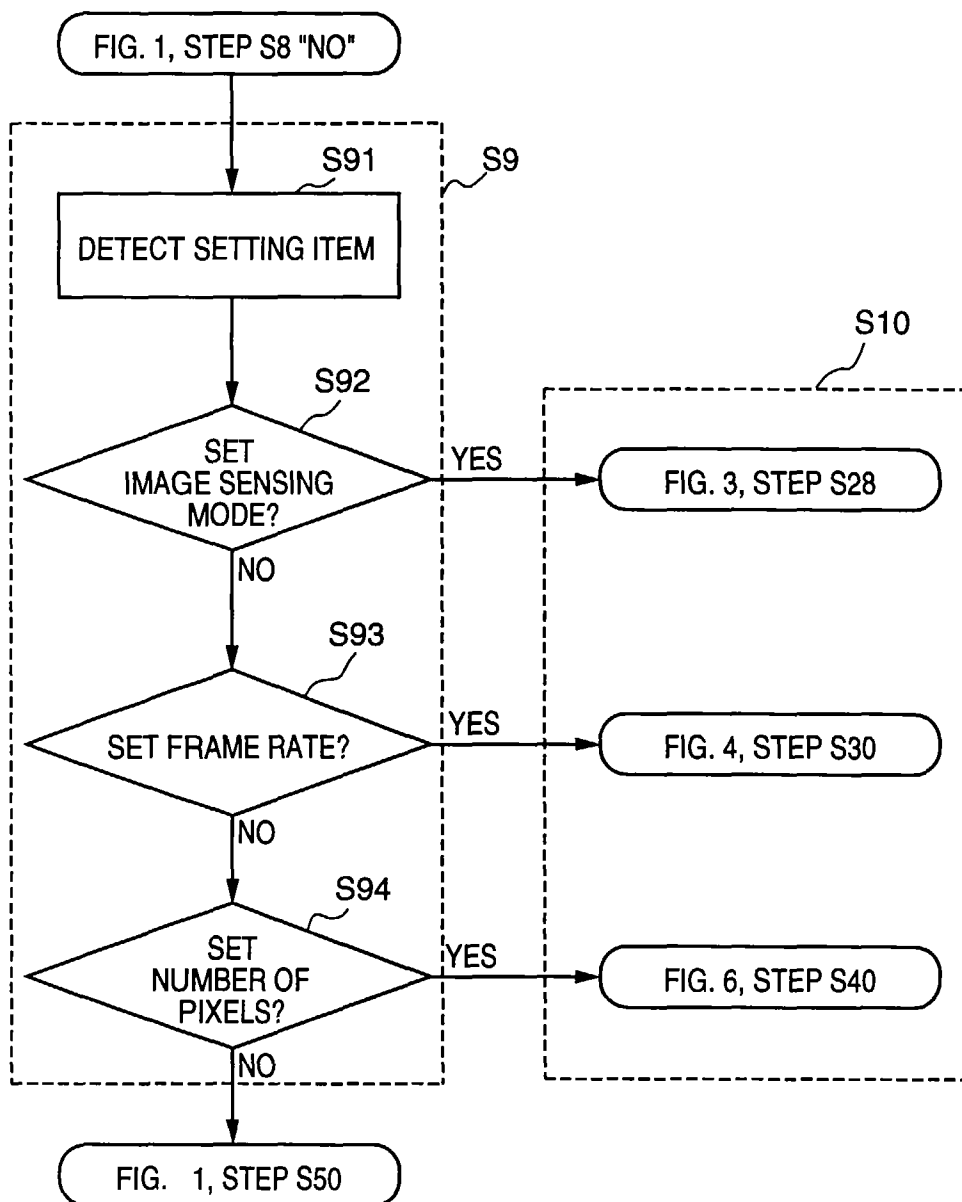 FIG. 1, STEP S8 "NO"
S91
S9
DETECT SETTING ITEM
S10
S92
SET
IMAGE SENSING
MODE?
YES
FIG. 3, STEP S28
NO
S93
SET FRAME RATE?
YES
FIG. 4, STEP S30
NO
S94
SET
NUMBER OF
PIXELS?
YES
FIG. 6, STEP S40
NO
FIG. 1, STEP S50